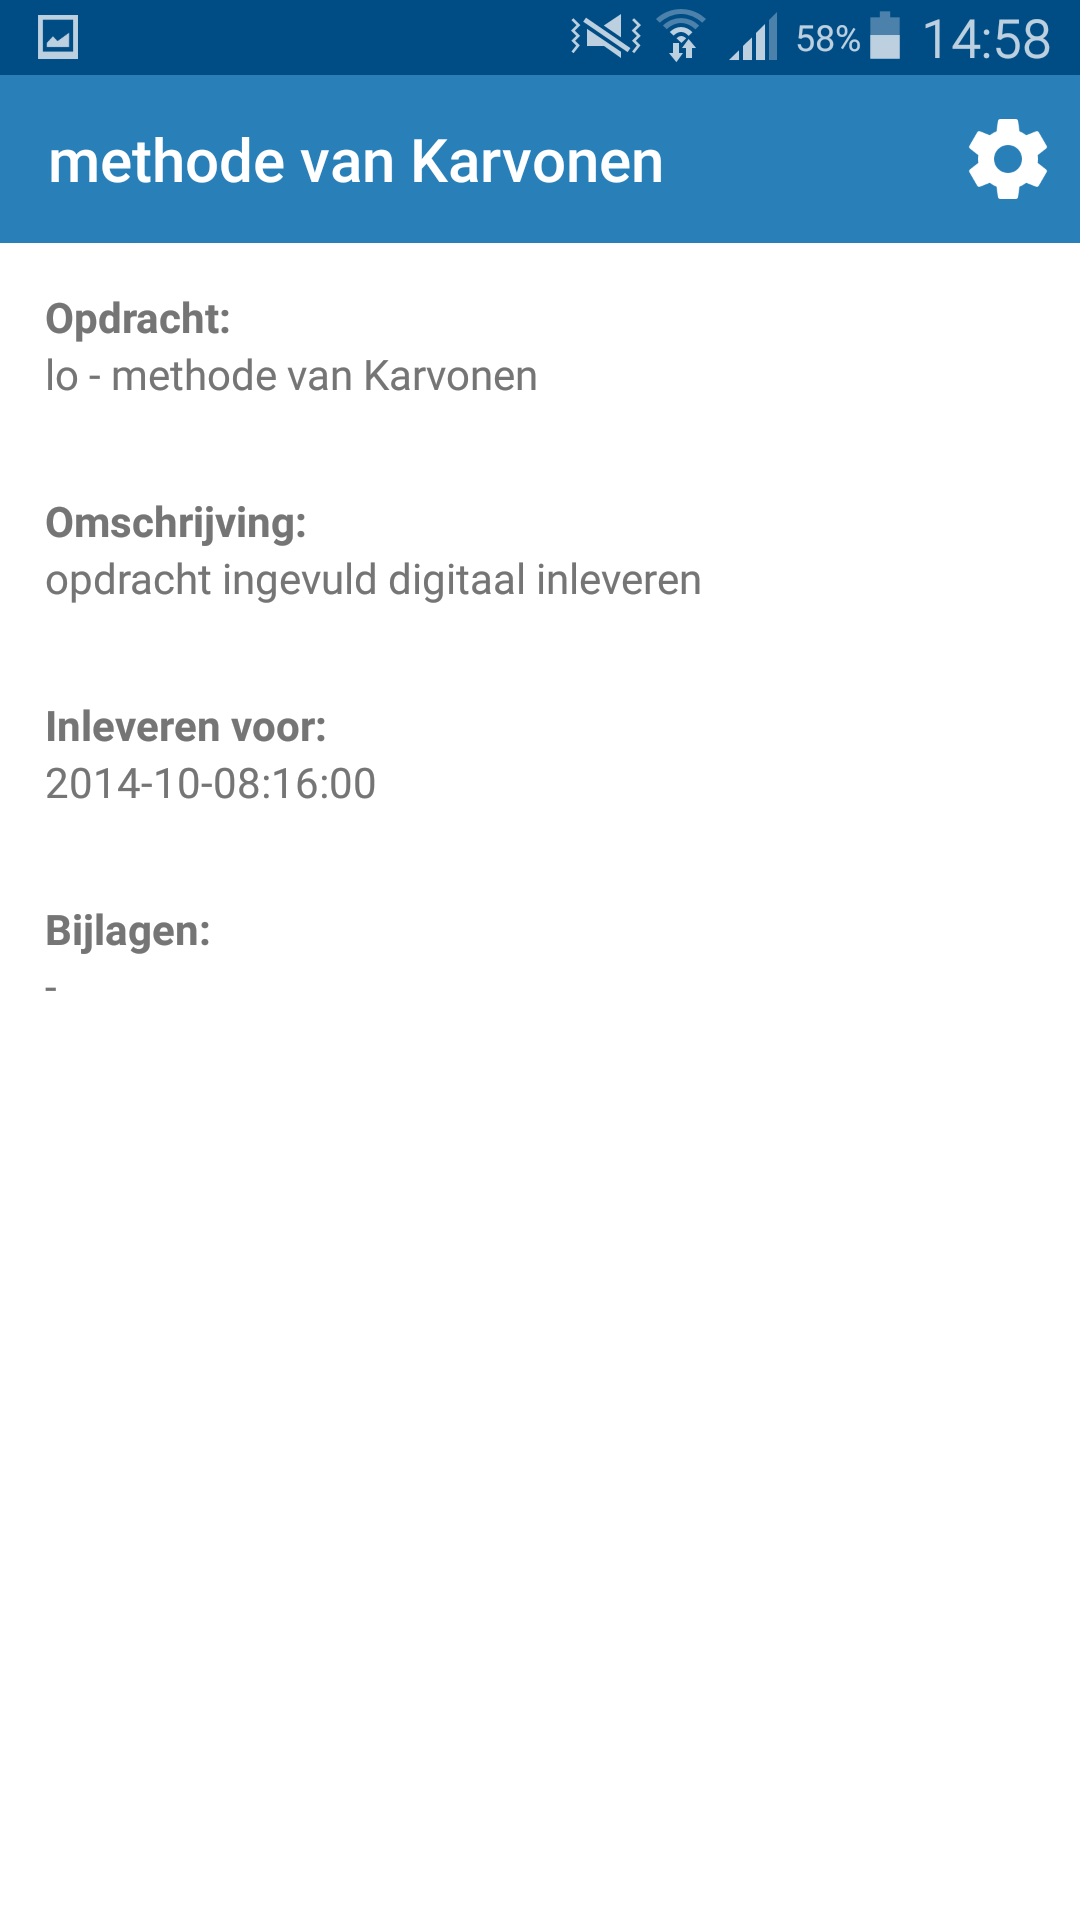 58% 14:58
methode van Karvonen
Opdracht:
lo - methode van Karvonen
Omschrijving:
opdracht ingevuld digitaal inleveren
Inleveren voor:
2014-10-08:16:00
Bijlagen:
-